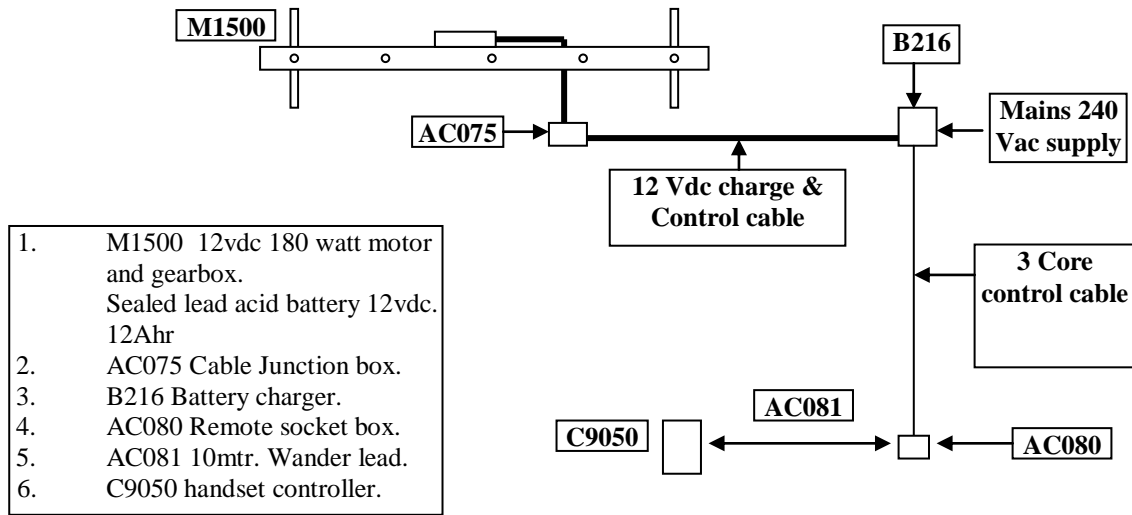 M1500
B216
AC075
Mains 240
Vac supply
12 Vdc charge &
Control cable
1. M1500 12vdc 180 watt motor
and gearbox.
Sealed lead acid battery 12vdc.
12Ahr
2. AC075 Cable Junction box.
3. B216 Battery charger.
4. AC080 Remote socket box.
5. AC081 10mtr. Wander lead.
6. C9050 handset controller.
3 Core
control cable
AC081
C9050
AC080